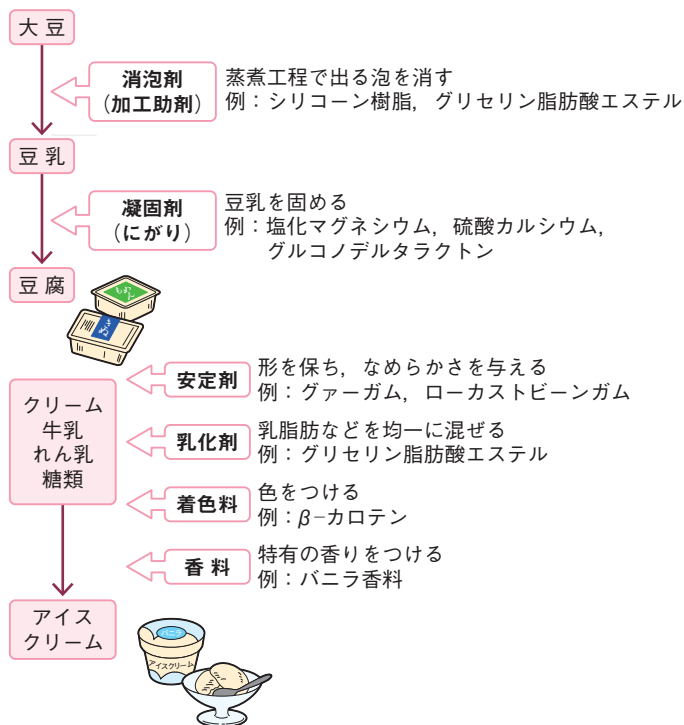 大豆
消泡剤
(加工助剤)
蒸煮工程で出る泡を消す
例：シリコーン樹脂，グリセリン脂肪酸エステル
豆乳
凝固剤
(にがり)
豆乳を固める
例：塩化マグネシウム，硫酸カルシウム，
グルコノデルタラクトン
豆腐
もめん
きぬ
安定剤
形を保ち，なめらかさを与える
例：グァーガム，ローカストビーンガム
クリーム
牛乳
れん乳
糖類
乳化剤
乳脂肪などを均一に混ぜる
例：グリセリン脂肪酸エステル
着色料
色をつける
例：β−カロテン
香料
特有の香りをつける
例：バニラ香料
アイス
クリーム
バニラ
アイスクリーム